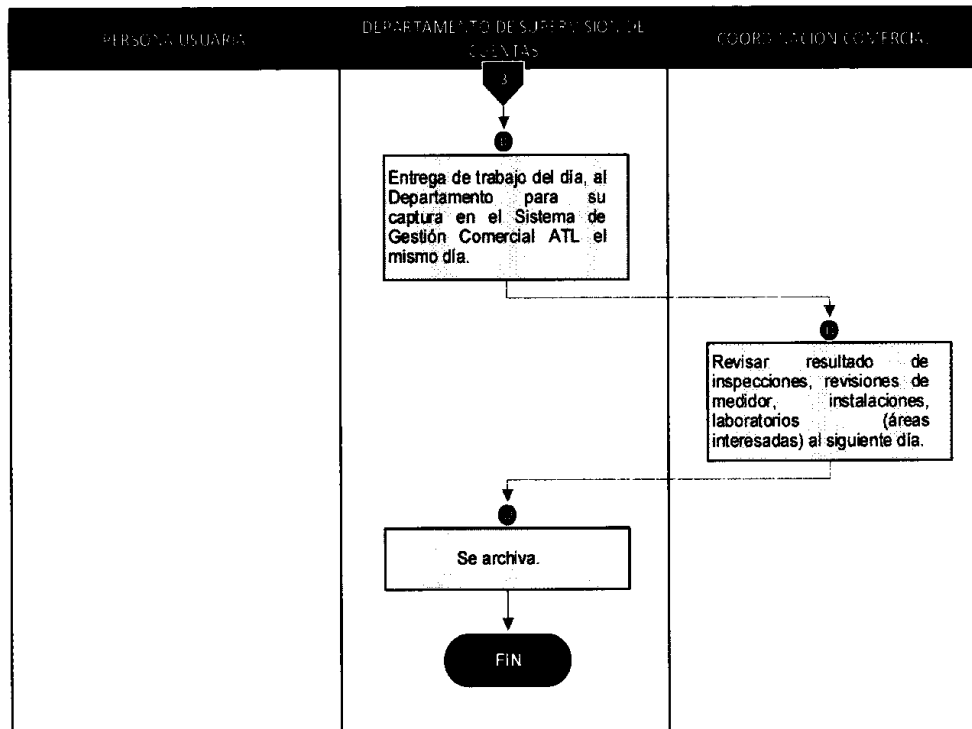 PERSONA USUARIA
DEPARTAMENTO DE SUPERVISION DE
CUENTAS
COORDINACION COMERCIAL
3
Entrega de trabajo del día, al
Departamento para su
captura en el Sistema de
Gestión Comercial ATL el
mismo día.
Revisar resultado de
inspecciones, revisiones de
medidor, instalaciones,
laboratorios (áreas
interesadas) al siguiente día.
Se archiva.
FIN